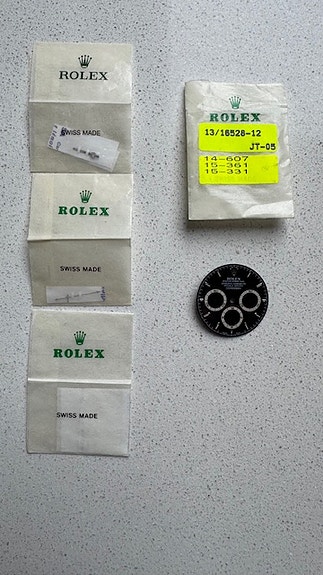 ROLEX
SWISS MADE
ROLEX
SWISS MADE
ROLEX
SWISS MADE
ROLEX
13/16528-12
JT-05
14-607
15-361
15-331
ROLEX